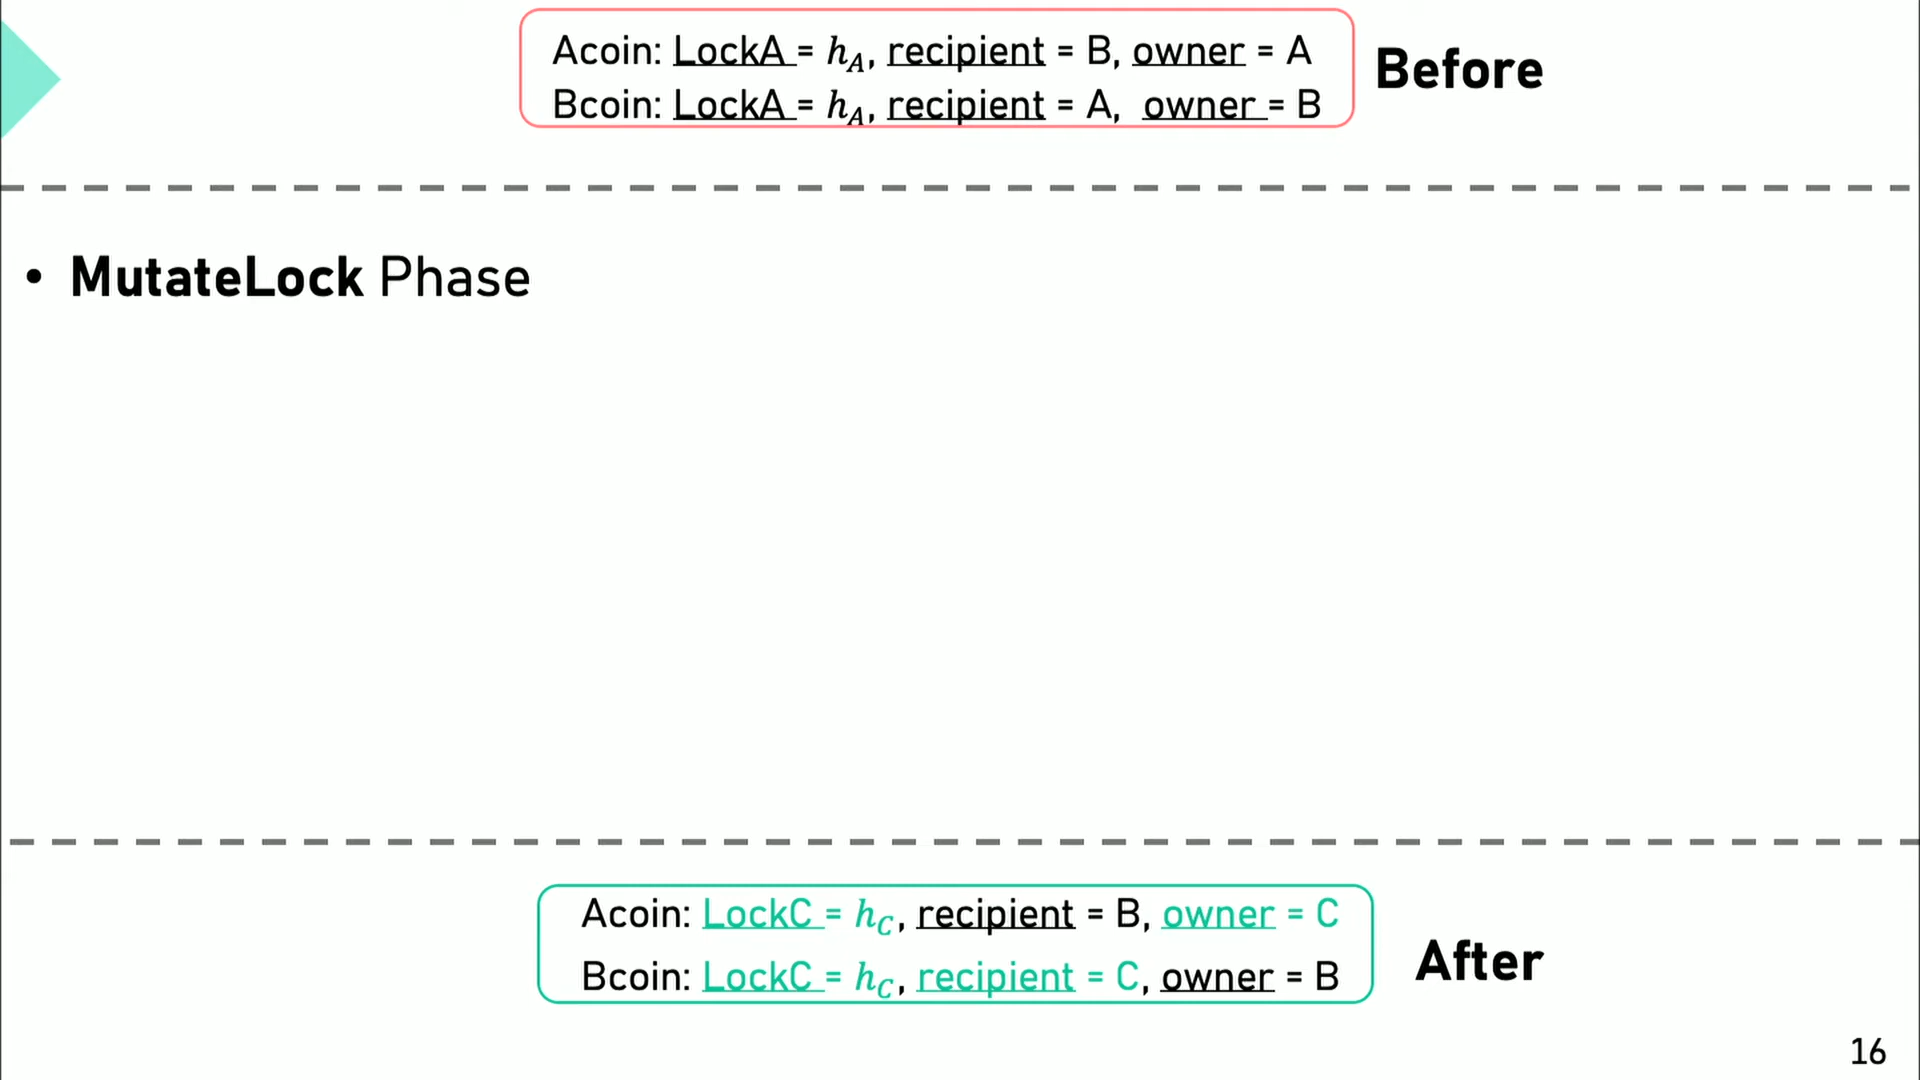 Acoin: LockA = h_A, recipient = B, owner = A
Before
Bcoin: LockA = h_A, recipient = A, owner = B
• MutateLock Phase
Acoin: LockC = h_C, recipient = B, owner = C
Bcoin: LockC = h_C, recipient = C, owner = B
After
16